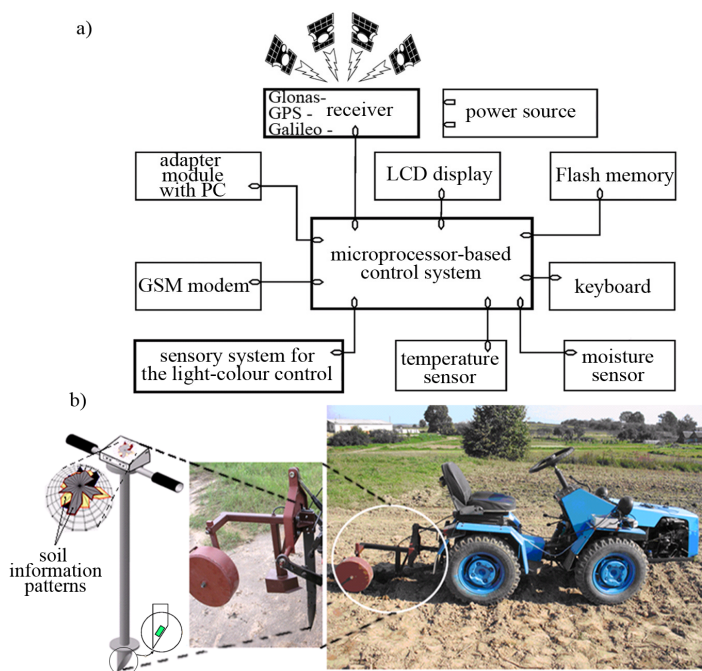 a)
Glonas-
GPS -
Galileo -
receiver
power source
adapter
module
with PC
LCD display
Flash memory
microprocessor-based
control system
GSM modem
keyboard
sensory system for
the light-colour control
temperature
sensor
moisture
sensor
b)
soil
information
patterns